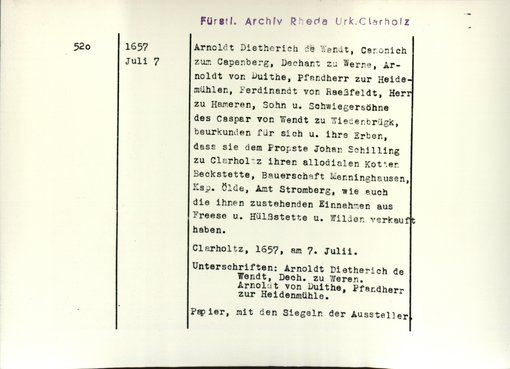 Fürstl. Archiv Rheda Urk.Clarholz
520
1657
Juli 7
Arnoldt Dietherich de Wendt, Canonich
zum Capenberg, Dechant zu Werne, Ar-
noldt von Duithe, Pfandherr zur Heide-
mühlen, Ferdinandt von Raeßfeldt, Herr
zu Hameren, Sohn u. Schwiegersöhne
des Caspar von Wendt zu Wiedenbrügk,
beurkunden für sich u. ihre Erben,
dass sie dem Propste Johan Schilling
zu Clarholtz ihren allodialen Kotten
Beckstette, Bauerschaft Menninghausen,
Ksp. Ölde, Amt Stromberg, wie auch
die ihnen zustehenden Einnahmen aus
Freese u. Hülßstette u. Wilden verkauft
haben.
Clarholtz, 1657, am 7. Julii.
Unterschriften: Arnoldt Dietherich de
Wendt, Dech. zu Weren.
Arnoldt von Duithe, Pfandherr
zur Heidenmühle.
Papier, mit den Siegeln der Aussteller.